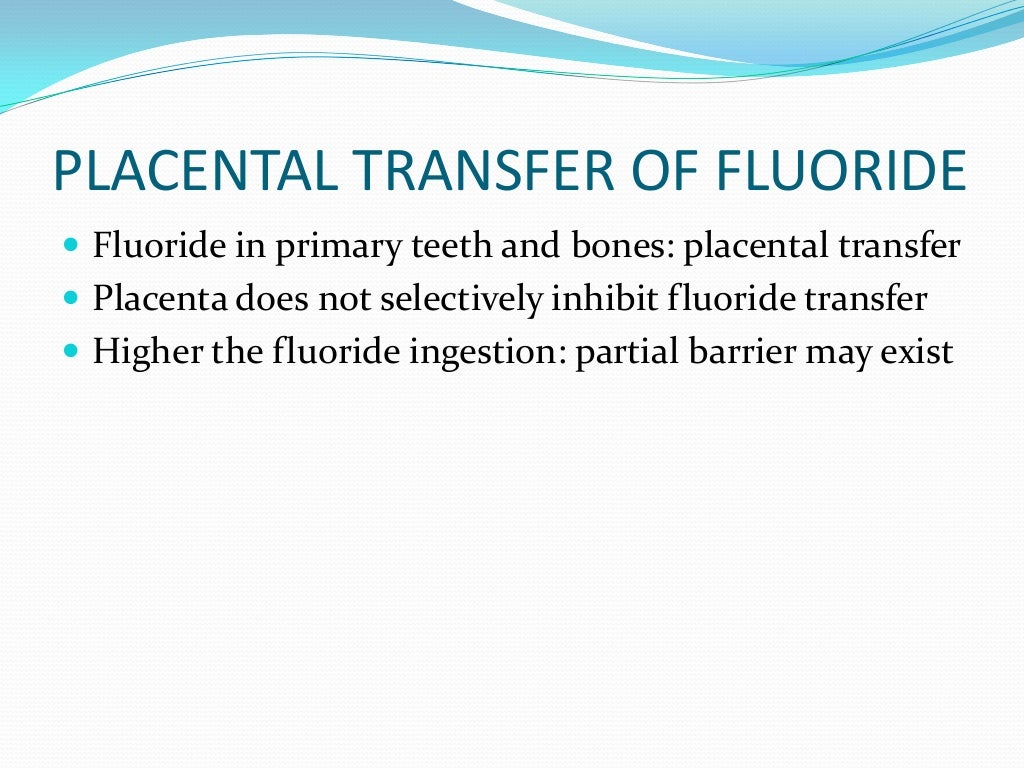 PLACENTAL TRANSFER OF FLUORIDE
• Fluoride in primary teeth and bones: placental transfer
• Placenta does not selectively inhibit fluoride transfer
• Higher the fluoride ingestion: partial barrier may exist